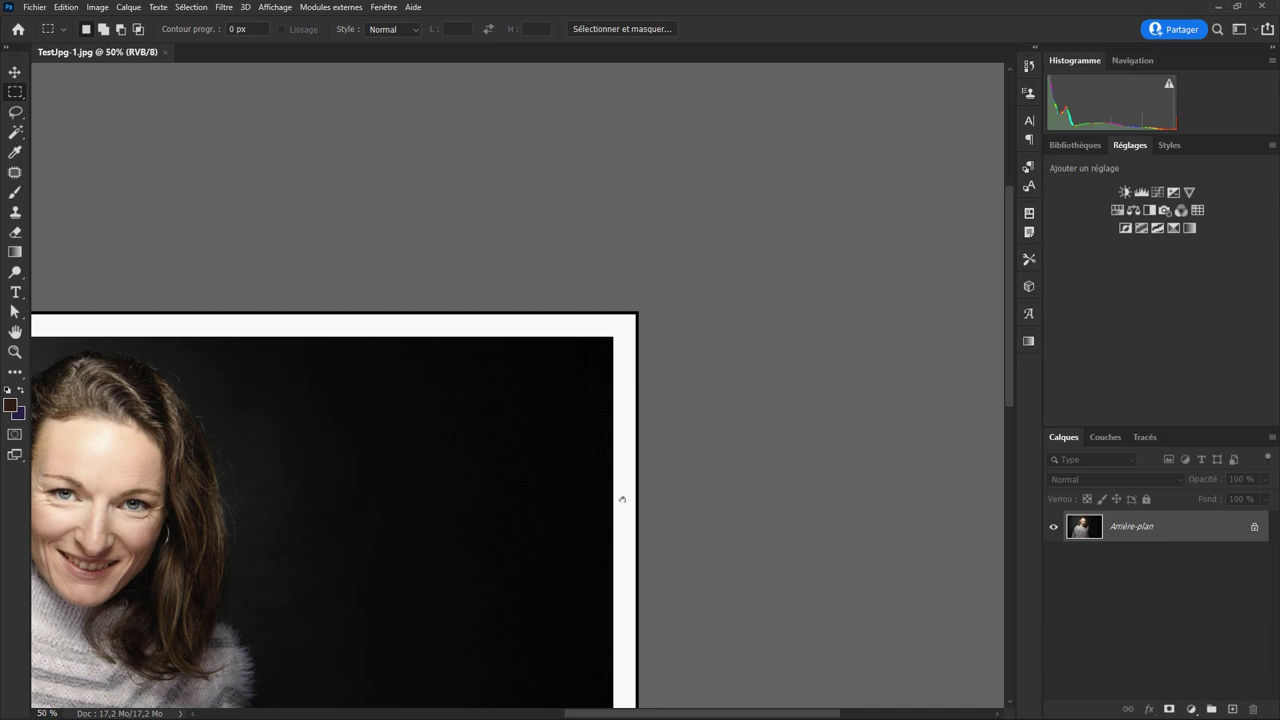 Ps Fichier Edition Image Calque Texte Sélection Filtre 3D Affichage Modules externes Fenêtre Aide
Contour progr. : 0 px Lissage Style : Normal L : H : Sélectionner et masquer... Partager
TestJpg-1.jpg @ 50% (RVB/8) ×
Histogramme Navigation
Bibliothèques Réglages Styles
Ajouter un réglage
Calques Couches Tracés
Type
Normal Opacité : 100 %
Verrou : Fond : 100 %
Arrière-plan
50 % Doc : 17,2 Mo/17,2 Mo